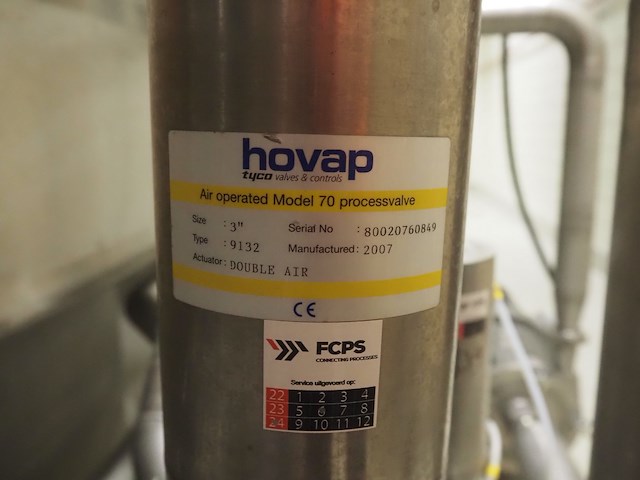 hovap
tyco valves & controls
Air operated Model 70 processvalve
Size : 3"
Serial No : 80020760849
Type : 9132
Manufactured : 2007
Actuator : DOUBLE AIR
CE
FCPS
CONNECTING PROCESSES
Service uitgevoerd op:
22 1 2 3 4
23 5 6 7 8
24 9 10 11 12